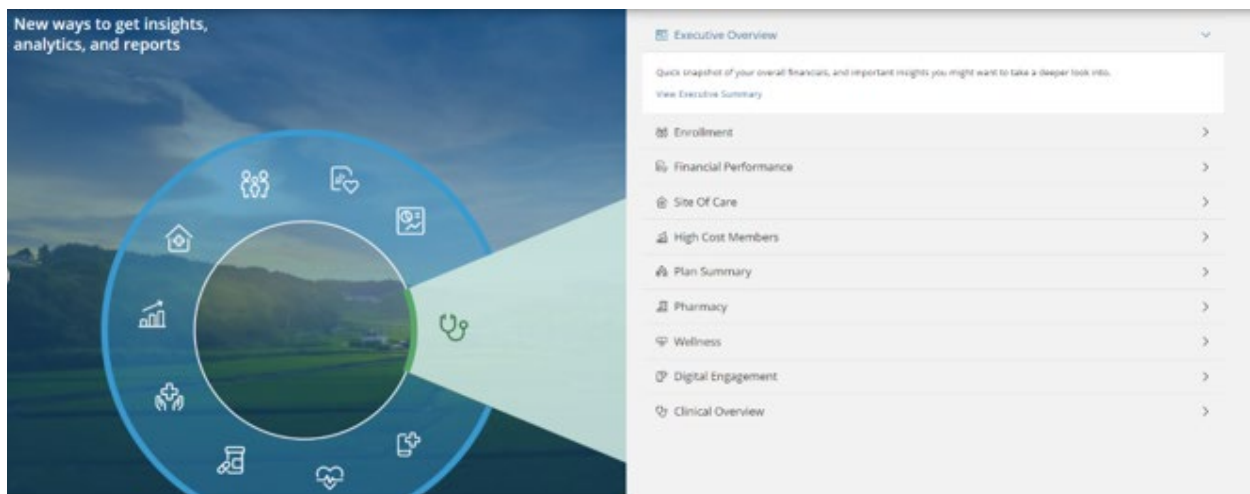 New ways to get insights,
analytics, and reports
Executive Overview
Quick snapshot of your overall financials, and important insights you might want to take a deeper look into.
View Executive Summary
Enrollment
Financial Performance
Site Of Care
High Cost Members
Plan Summary
Pharmacy
Wellness
Digital Engagement
Clinical Overview